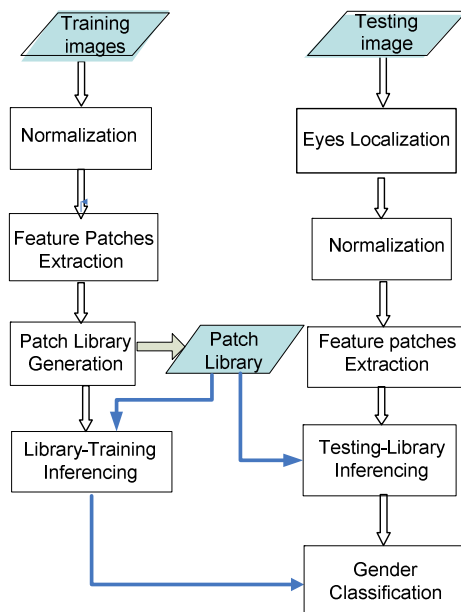 Training
images
Normalization
Feature Patches
Extraction
Patch Library
Generation
Patch
Library
Library-Training
Inferencing
Testing
image
Eyes Localization
Normalization
Feature patches
Extraction
Testing-Library
Inferencing
Gender
Classification